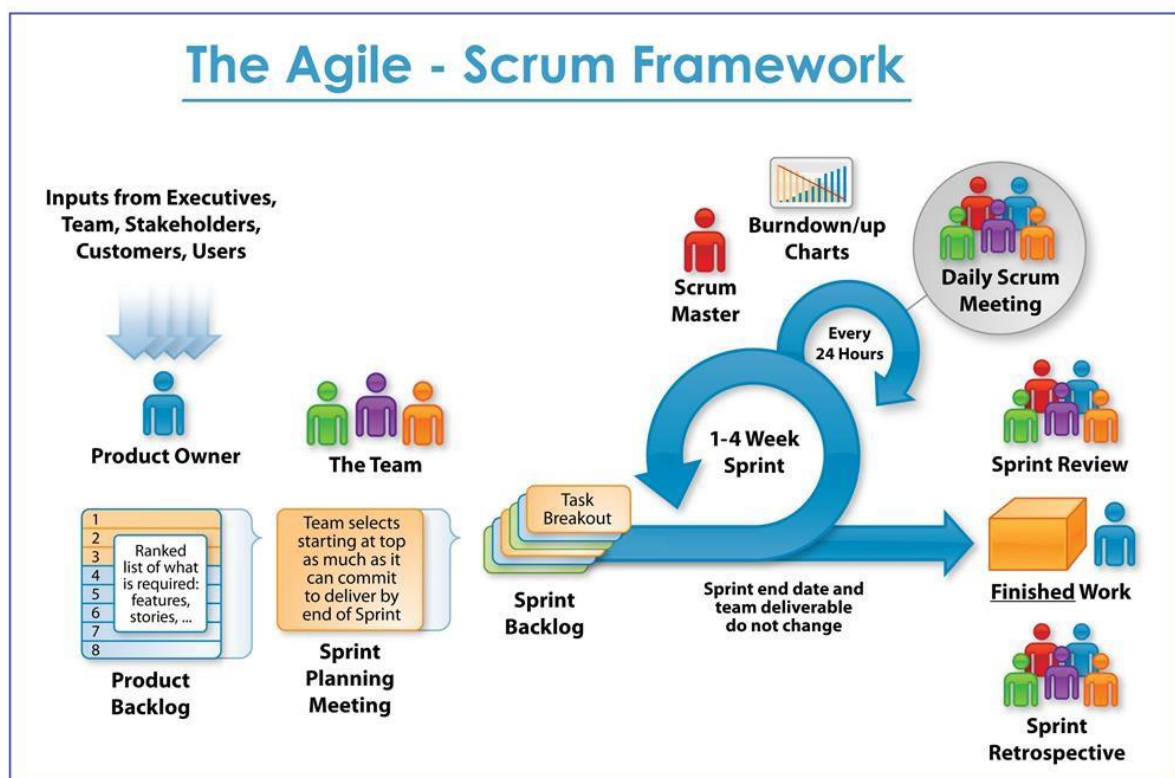 The Agile - Scrum Framework
Inputs from Executives,
Team, Stakeholders,
Customers, Users
Product Owner
The Team
1
2
3
4
5
6
7
8
Ranked
list of what
is required:
features,
stories, ...
Product
Backlog
Team selects
starting at top
as much as it
can commit
to deliver by
end of Sprint
Sprint
Planning
Meeting
Task
Breakout
Sprint
Backlog
Scrum
Master
Burndown/up
Charts
Every
24 Hours
Daily Scrum
Meeting
1-4 Week
Sprint
Sprint end date and
team deliverable
do not change
Sprint Review
Finished Work
Sprint
Retrospective